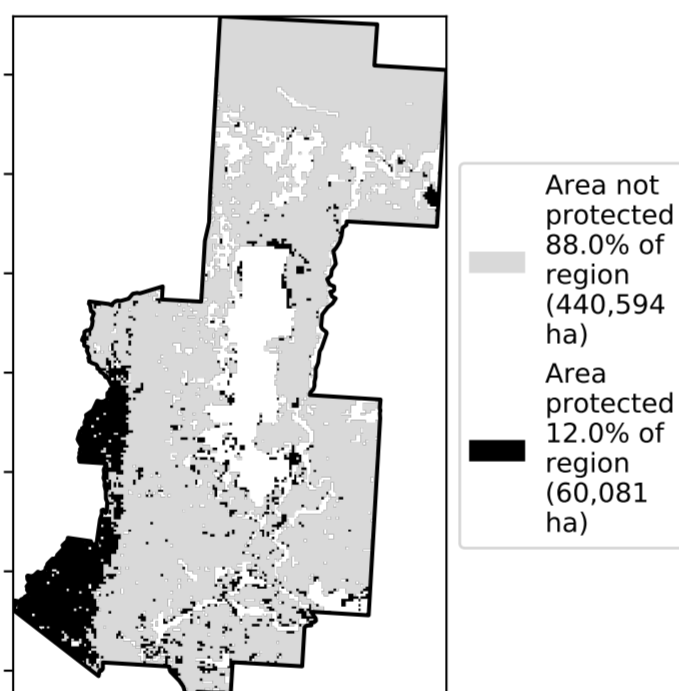 Area not
protected
88.0% of
region
(440,594
ha)
Area
protected
12.0% of
region
(60,081
ha)